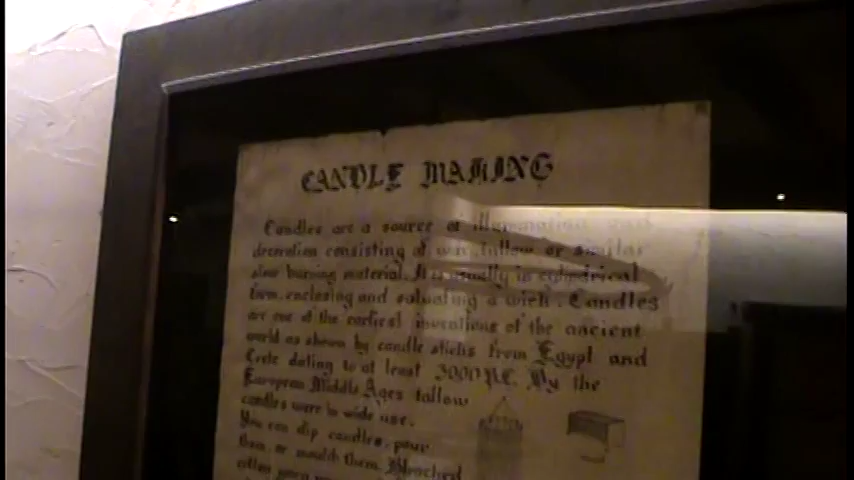 CANDLE MAKING
Candles are a source of illumination and
decoration consisting of wax, tallow or similar
slow burning material. It is usually in cylindrical
form, enclosing and saturating a wick. Candles
are one of the earliest inventions of the ancient
world as shown by candle sticks from Egypt and
Crete dating to at least 3000 B.C. By the
European Middle Ages tallow
candles were in wide use.
You can dip candles, pour
them, or mould them. Bleached
cotton yarn